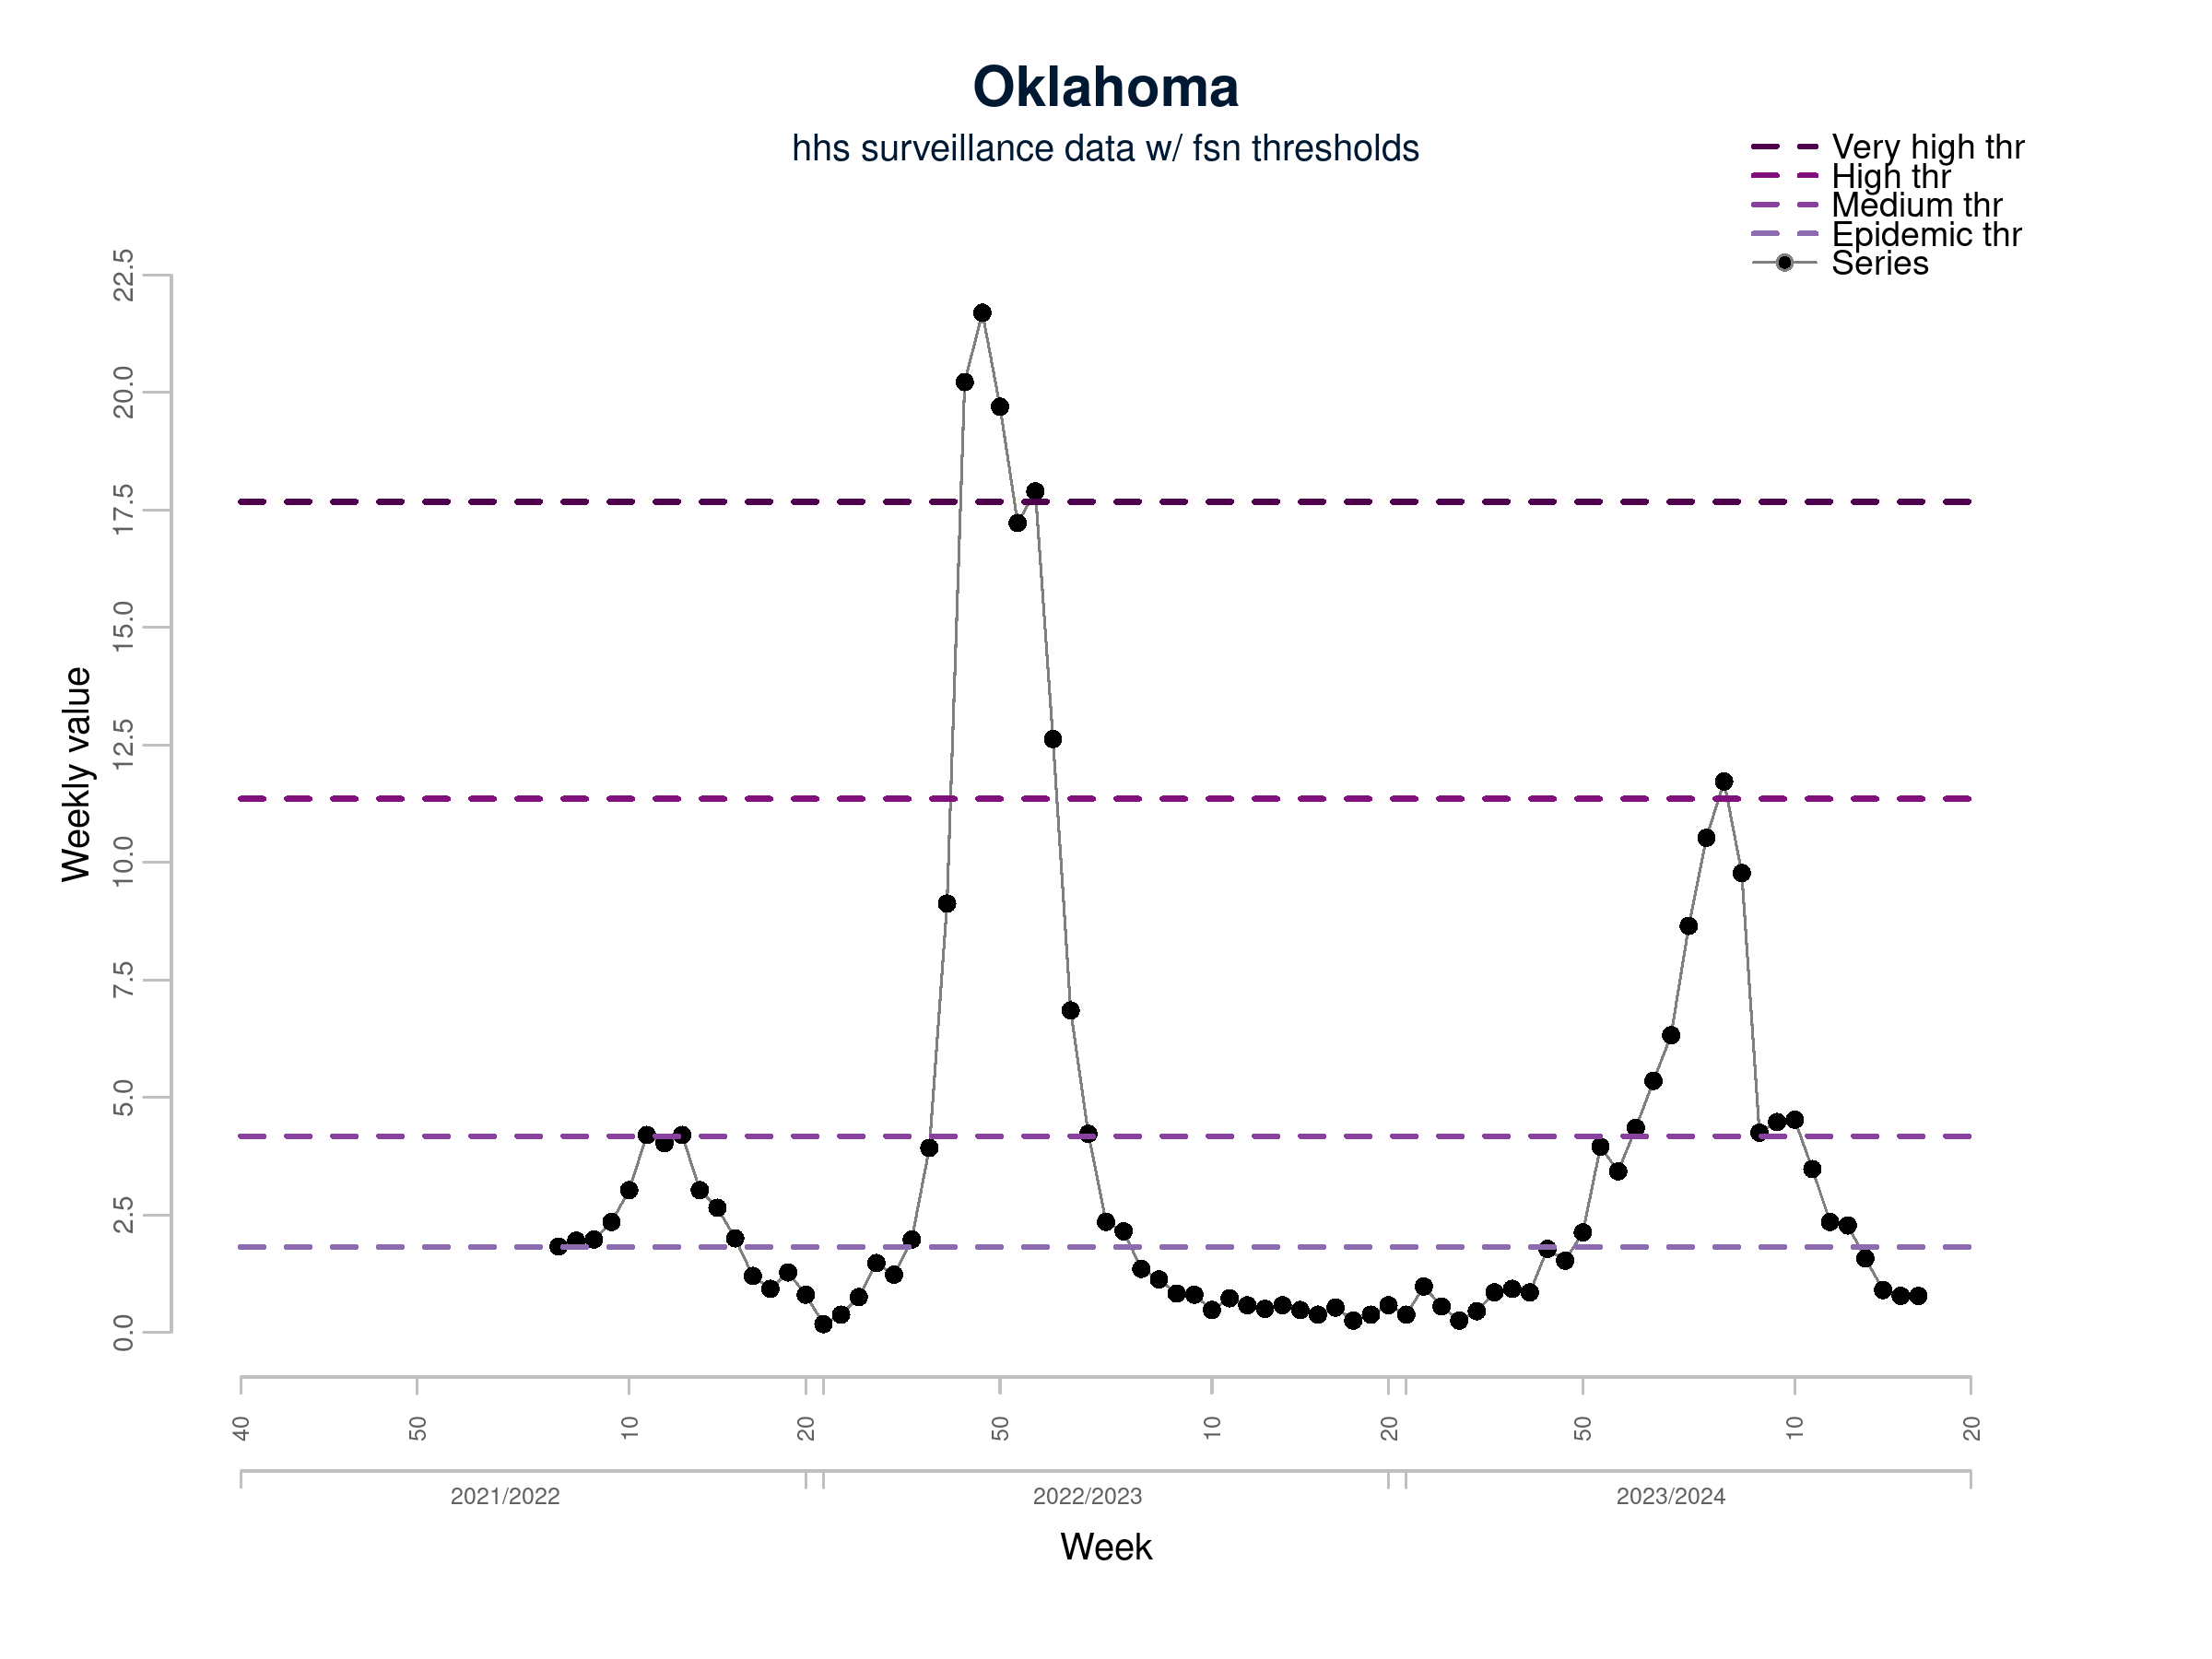 Oklahoma
hhs surveillance data w/ fsn thresholds
Very high thr
High thr
Medium thr
Epidemic thr
Series
22.5
20.0
17.5
15.0
12.5
10.0
7.5
5.0
2.5
0.0
Weekly value
40 50 10 20 50 10 20 50 10 20
2021/2022 2022/2023 2023/2024
Week